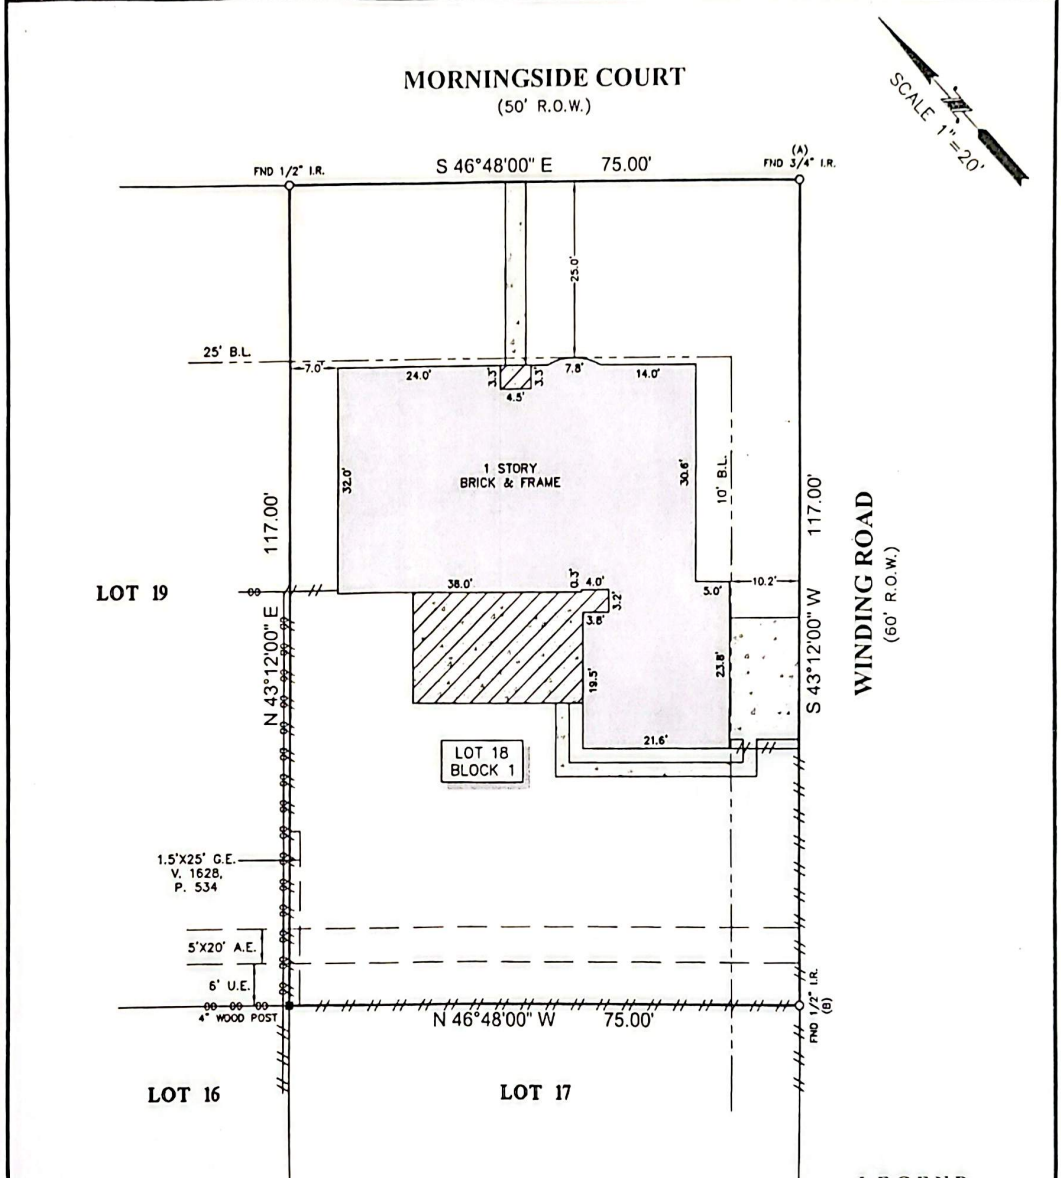 MORNINGSIDE COURT
(50' R.O.W.)
SCALE 1"=20'
FND 1/2" I.R.
S 46°48'00" E 75.00'
(A)
FND 3/4" I.R.
25.0'
25' B.L.
7.0'
24.0'
3.3'
3.3'
4.5'
7.8'
14.0'
32.0'
1 STORY
BRICK & FRAME
30.6'
10' B.L.
117.00'
N 43°12'00" E
117.00'
S 43°12'00" W
WINDING ROAD
(60' R.O.W.)
LOT 19
38.0'
0.3'
4.0'
3.2'
3.8'
5.0'
10.2'
19.5'
23.8'
21.6'
LOT 18
BLOCK 1
1.5'X25' G.E.
V. 1628,
P. 534
5'X20' A.E.
6' U.E.
4" WOOD POST
N 46°48'00" W 75.00'
FND 1/2" I.R.
(B)
LOT 16
LOT 17